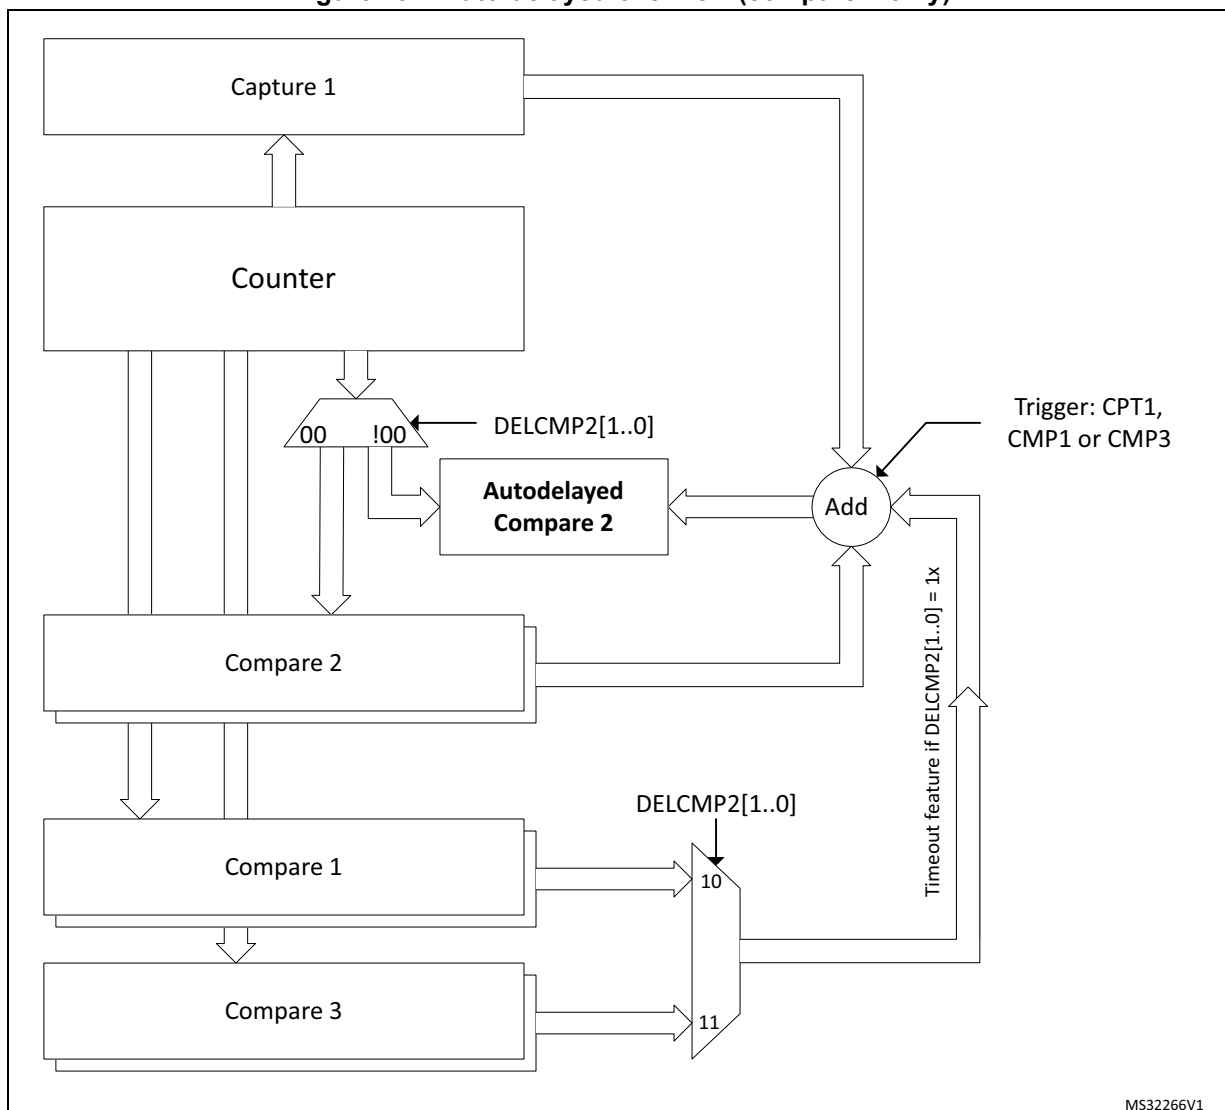 Capture 1
Counter
00 !00
DELCMP2[1..0]
Trigger: CPT1,
CMP1 or CMP3
Autodelayed
Compare 2
Add
Compare 2
Timeout feature if DELCMP2[1..0] = 1x
DELCMP2[1..0]
Compare 1
10
Compare 3
11
MS32266V1